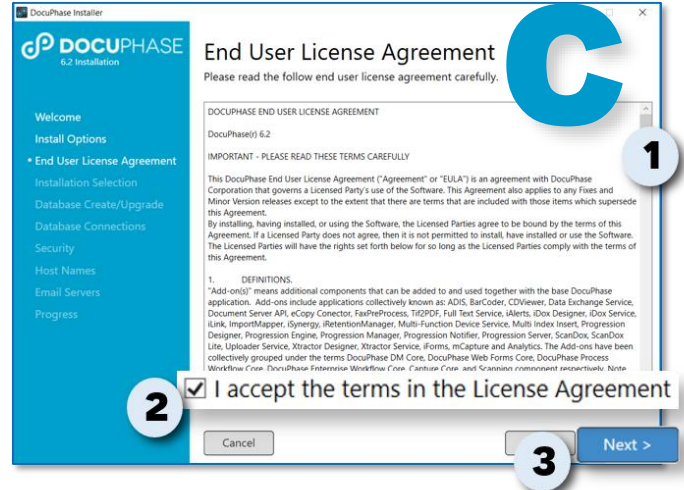 DocuPhase Installer
DOCUPHASE
6.2 Installation
Welcome
Install Options
• End User License Agreement
Installation Selection
Database Create/Upgrade
Database Connections
Security
Host Names
Email Servers
Progress
C
End User License Agreement
Please read the follow end user license agreement carefully.
DOCUPHASE END USER LICENSE AGREEMENT
DocuPhase(r) 6.2
IMPORTANT - PLEASE READ THESE TERMS CAREFULLY
This DocuPhase End User License Agreement ("Agreement" or "EULA") is an agreement with DocuPhase
Corporation that governs a Licensed Party's use of the Software. This Agreement also applies to any Fixes and
Minor Version releases except to the extent that there are terms that are included with those items which supersede
this Agreement.
By installing, having installed, or using the Software, the Licensed Parties agree to be bound by the terms of this
Agreement. If a Licensed Party does not agree, then it is not permitted to install, have installed or use the Software.
The Licensed Parties will have the rights set forth below for so long as the Licensed Parties comply with the terms of
this Agreement.
1. DEFINITIONS.
"Add-on(s)" means additional components that can be added to and used together with the base DocuPhase
application. Add-ons include applications collectively known as: ADIS, BarCoder, CDViewer, Data Exchange Service,
Document Server API, eCopy Conector, FaxPreProcess, Tif2PDF, Full Text Service, iAlerts, iDox Designer, iDox Service,
iLink, ImportMapper, iSynergy, iRetentionManager, Multi-Function Device Service, Multi Index Insert, Progression
Designer, Progression Engine, Progression Manager, Progression Notifier, Progression Server, ScanDox, ScanDox
Lite, Uploader Service, Xtractor Designer, Xtractor Service, iForms, mCapture and Analytics. The Add-ons have been
collectively grouped under the terms DocuPhase DM Core, DocuPhase Web Forms Core, DocuPhase Process
Workflow Core, DocuPhase Enterprise Workflow Core, Capture Core, and Scanning component respectively. Note
1
2
I accept the terms in the License Agreement
Cancel
3
Next >